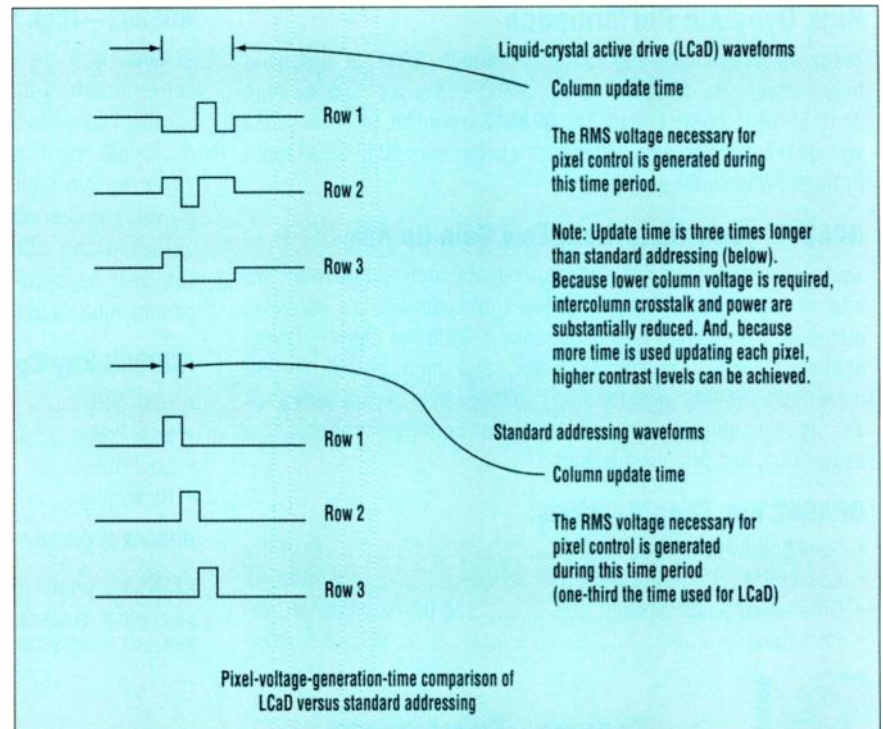 Liquid-crystal active drive (LCaD) waveforms
Column update time
Row 1
The RMS voltage necessary for
pixel control is generated during
this time period.
Row 2
Note: Update time is three times longer
than standard addressing (below).
Because lower column voltage is required,
intercolumn crosstalk and power are
substantially reduced. And, because
more time is used updating each pixel,
higher contrast levels can be achieved.
Row 3
Standard addressing waveforms
Row 1
Column update time
Row 2
The RMS voltage necessary for
pixel control is generated
during this time period
(one-third the time used for LCaD)
Row 3
Pixel-voltage-generation-time comparison of
LCaD versus standard addressing